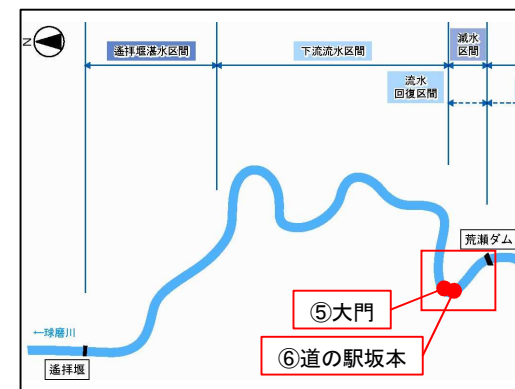 N
遙拝堰湛水区間
下流流水区間
減水
区間
流水
回復区間
荒瀬ダム
⑤大門
⑥道の駅坂本
←球磨川
遙拝堰